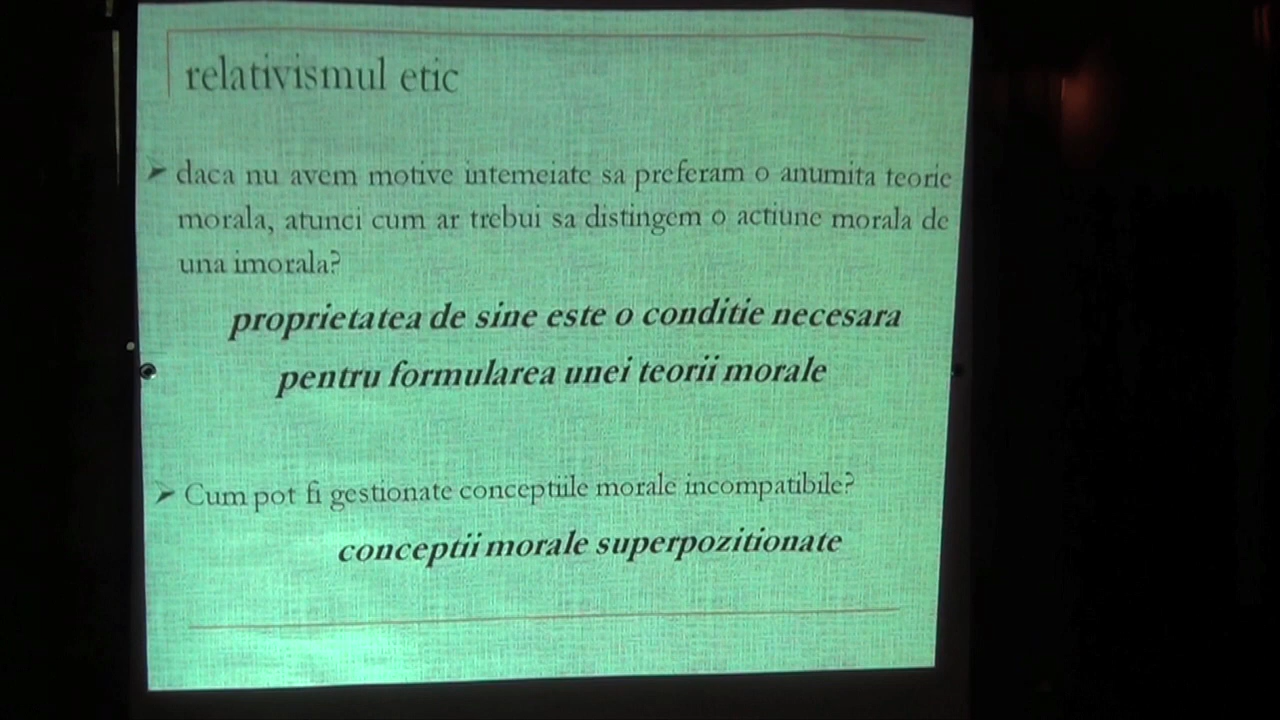 relativismul etic
daca nu avem motive intemeiate sa preferam o anumita teorie
morala, atunci cum ar trebui sa distingem o actiune morala de
una imorala?
proprietatea de sine este o conditie necesara
pentru formularea unei teorii morale
Cum pot fi gestionate conceptiile morale incompatibile?
conceptii morale superpozitionate